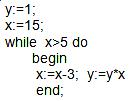 y:=1;
x:=15;
while x>5 do
begin
x:=x-3; y:=y*x
end;